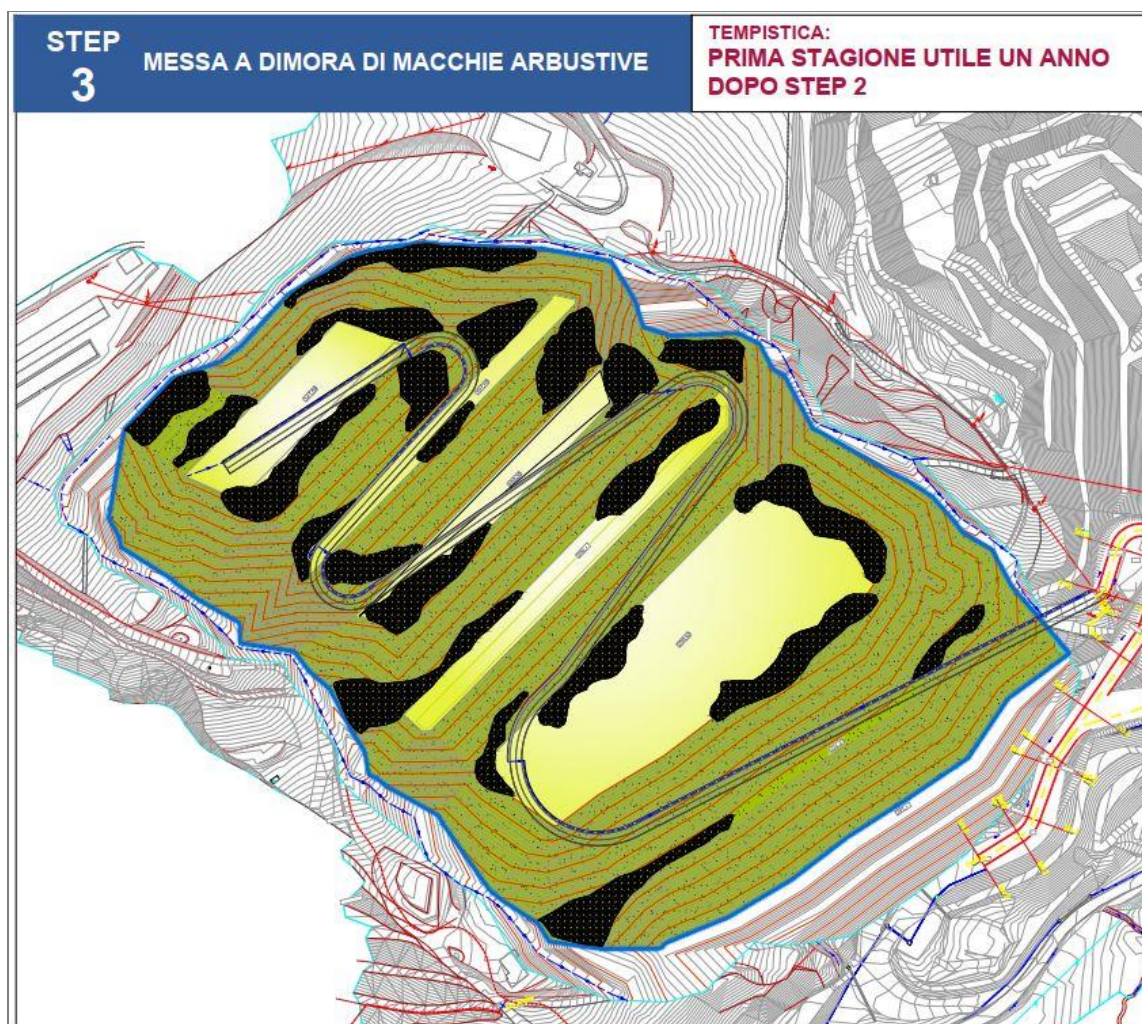 STEP
3
MESSA A DIMORA DI MACCHIE ARBUSTIVE
TEMPISTICA:
PRIMA STAGIONE UTILE UN ANNO
DOPO STEP 2